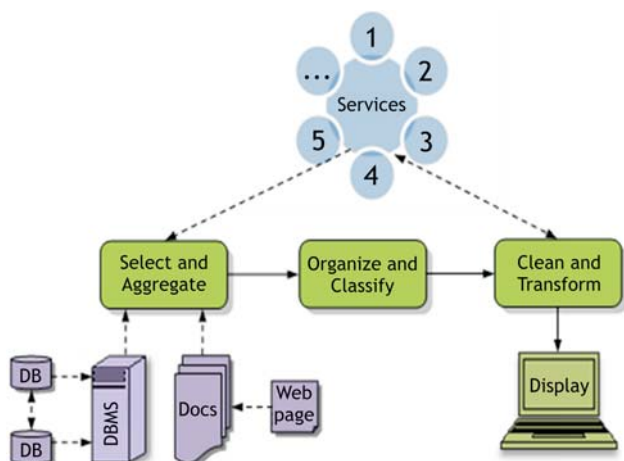 1
...
2
Services
5
3
4
Select and
Aggregate
Organize and
Classify
Clean and
Transform
DB
DBMS
Docs
Web
page
Display
DB